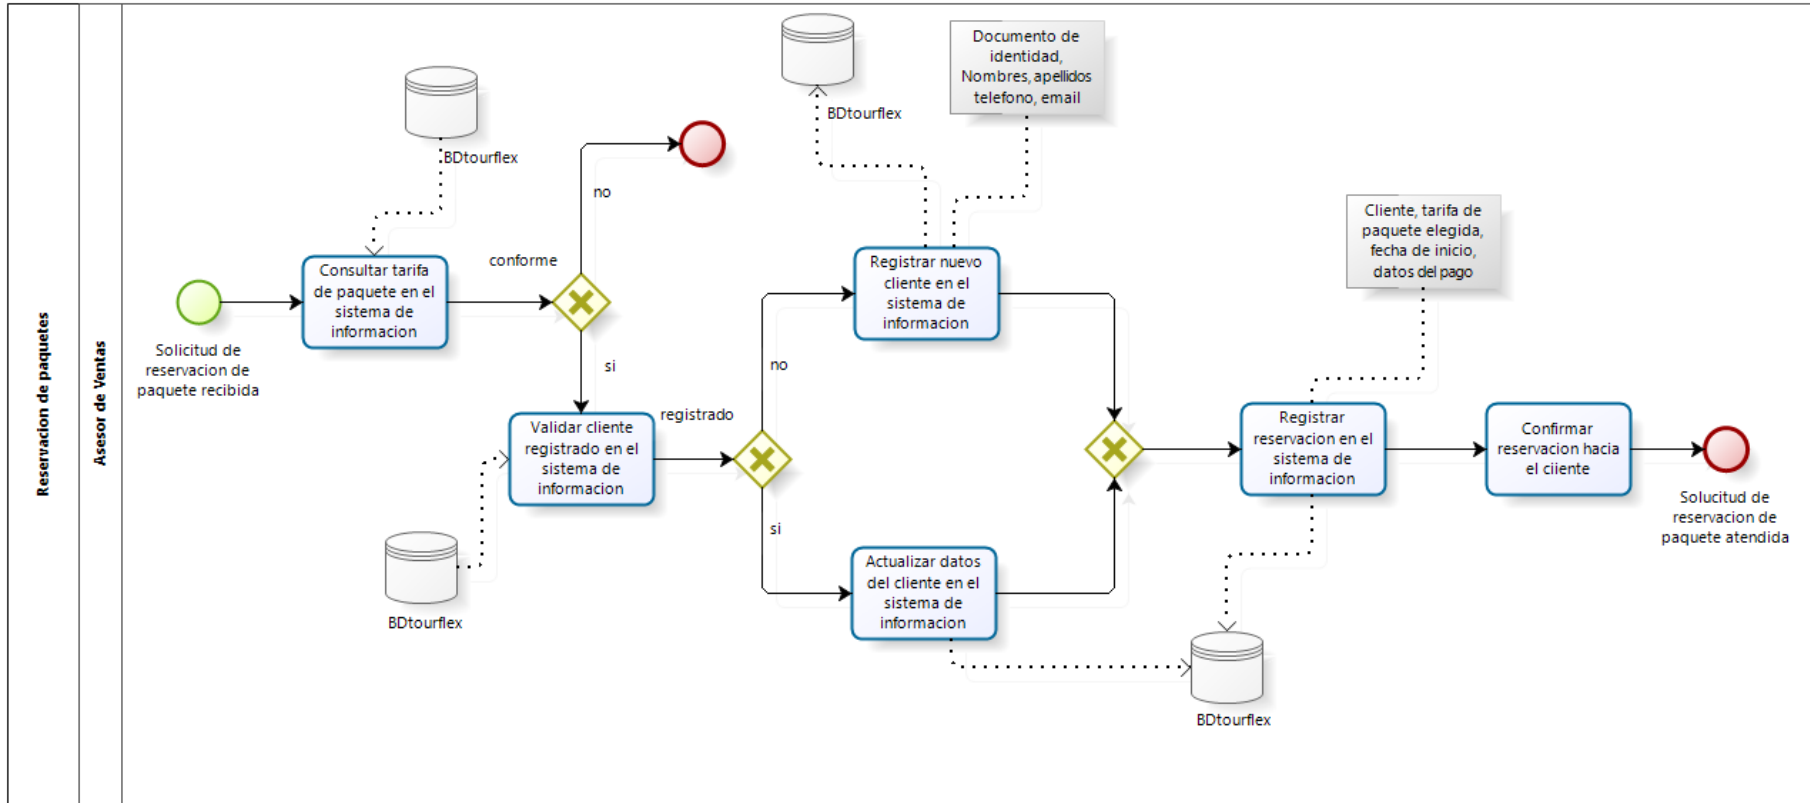 Reservacion de paquetes
Asesor de Ventas
Solicitud de
reservacion de
paquete recibida
BDtourflex
Consultar tarifa
de paquete en el
sistema de
informacion
conforme
no
si
Validar cliente
registrado en el
sistema de
informacion
BDtourflex
registrado
no
si
BDtourflex
Documento de
identidad,
Nombres, apellidos
telefono, email
Registrar nuevo
cliente en el
sistema de
informacion
Actualizar datos
del cliente en el
sistema de
informacion
Cliente, tarifa de
paquete elegida,
fecha de inicio,
datos del pago
Registrar
reservacion en el
sistema de
informacion
BDtourflex
Confirmar
reservacion hacia
el cliente
Solucitud de
reservacion de
paquete atendida